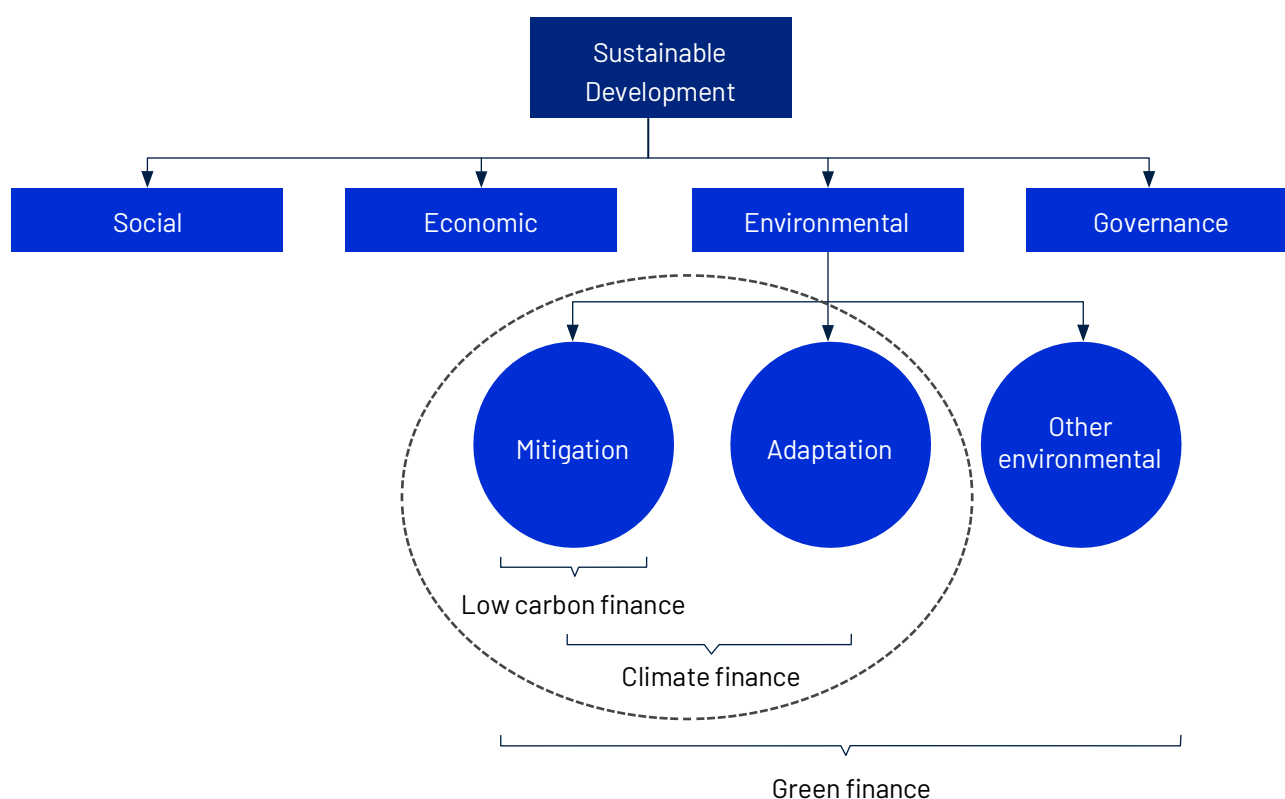 Sustainable
Development
Social
Economic
Environmental
Governance
Mitigation
Adaptation
Other
environmental
Low carbon finance
Climate finance
Green finance